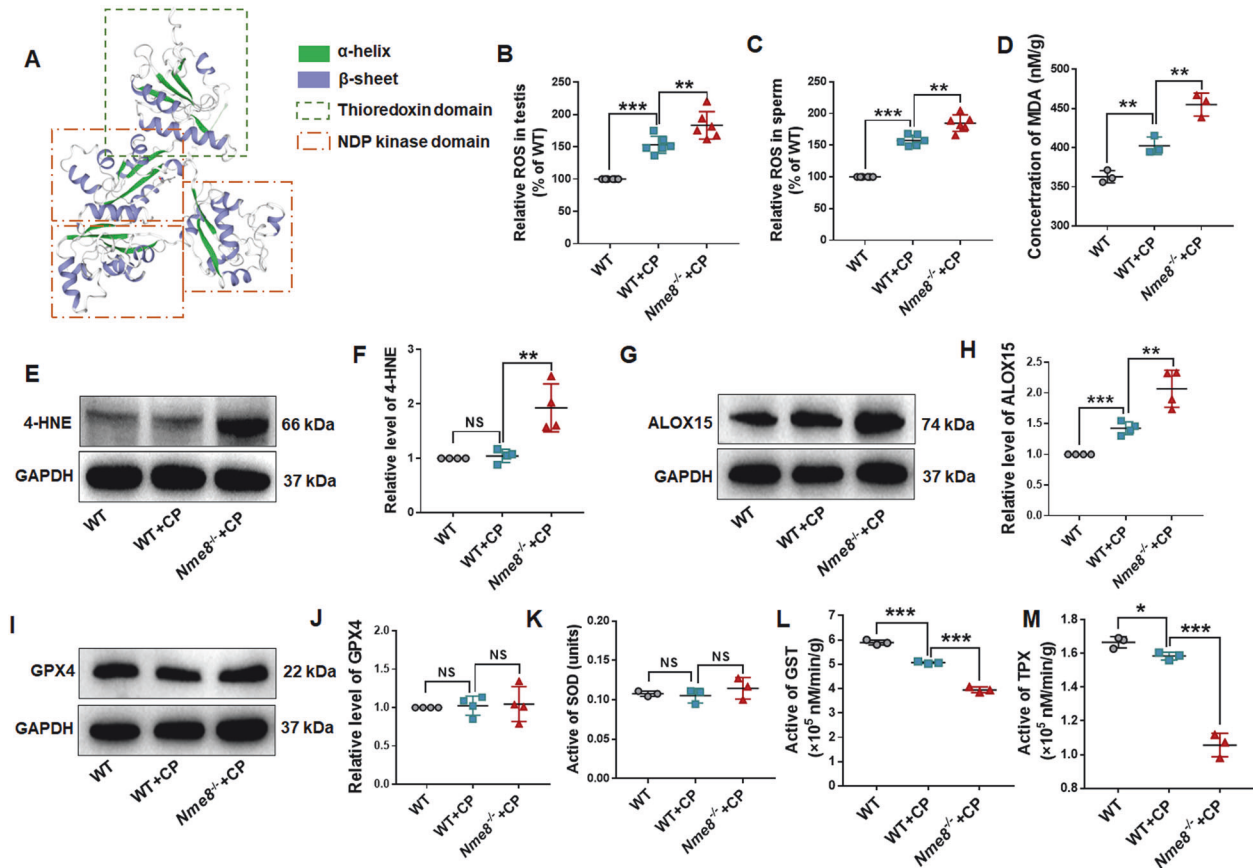 A
α-helix
β-sheet
Thioredoxin domain
NDP kinase domain
B
Relative ROS in testis
(% of WT)
250
200
150
100
50
0
***
**
WT
WT+CP
Nme8-/-+CP
C
Relative ROS in sperm
(% of WT)
250
200
150
100
50
0
***
**
WT
WT+CP
Nme8-/-+CP
D
Concertration of MDA (nM/g)
500
450
400
350
300
**
**
WT
WT+CP
Nme8-/-+CP
E
4-HNE
66 kDa
GAPDH
37 kDa
WT
WT+CP
Nme8-/-+CP
F
Relative level of 4-HNE
4
3
2
1
0
NS
**
WT
WT+CP
Nme8-/-+CP
G
ALOX15
74 kDa
GAPDH
37 kDa
WT
WT+CP
Nme8-/-+CP
H
Relative level of ALOX15
2.5
2.0
1.5
1.0
0.5
0.0
***
**
WT
WT+CP
Nme8-/-+CP
I
GPX4
22 kDa
GAPDH
37 kDa
WT
WT+CP
Nme8-/-+CP
J
Relative level of GPX4
2.0
1.5
1.0
0.5
0.0
NS
NS
WT
WT+CP
Nme8-/-+CP
K
Active of SOD (units)
0.20
0.15
0.10
0.05
0.00
NS
NS
WT
WT+CP
Nme8-/-+CP
L
Active of GST
(×10⁵ nM/min/g)
6
5
4
3
2
1
0
***
***
WT
WT+CP
Nme8-/-+CP
M
Active of TPX
(×10⁵ nM/min/g)
1.8
1.6
1.4
1.2
1.0
0.8
*
***
WT
WT+CP
Nme8-/-+CP